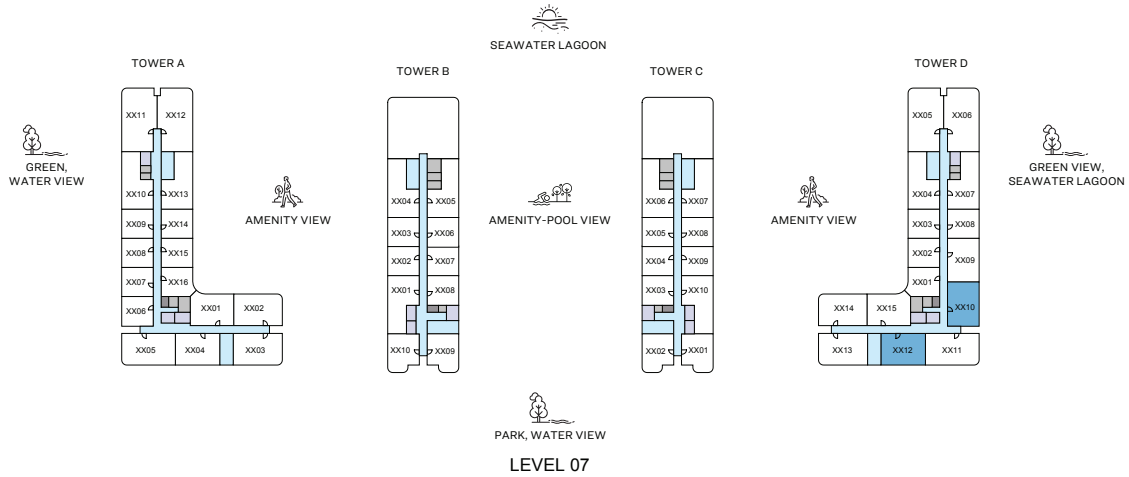 SEAWATER LAGOON
TOWER A
TOWER B
TOWER C
TOWER D
GREEN,
WATER VIEW
AMENITY VIEW
AMENITY-POOL VIEW
AMENITY VIEW
GREEN VIEW,
SEAWATER LAGOON
XX11 XX12
XX10 XX13
XX09 XX14
XX08 XX15
XX07 XX16
XX06 XX01 XX02
XX05 XX04 XX03
XX04 XX05
XX03 XX06
XX02 XX07
XX01 XX08
XX10 XX09
XX06 XX07
XX05 XX08
XX04 XX09
XX03 XX10
XX02 XX01
XX05 XX06
XX04 XX07
XX03 XX08
XX02 XX09
XX01
XX14 XX15 XX10
XX13 XX12 XX11
PARK, WATER VIEW
LEVEL 07